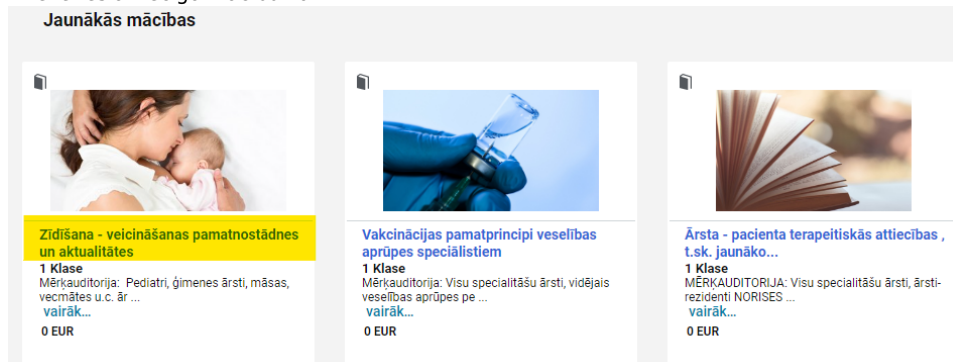 Jaunākās mācības
Zīdīšana - veicināšanas pamatnostādnes
un aktualitātes
1 Klase
Mērķauditorija: Pediatri, ģimenes ārsti, māsas,
vecmātes u.c. ār ...
vairāk...
0 EUR
Vakcinācijas pamatprincipi veselības
aprūpes speciālistiem
1 Klase
Mērķauditorija: Visu specialitāšu ārsti, vidējais
veselības aprūpes pe ...
vairāk...
0 EUR
Ārsta - pacienta terapeitiskās attiecības ,
t.sk. jaunāko...
1 Klase
MĒRĶAUDITORIJA: Visu specialitāšu ārsti, ārsti-
rezidenti NORISES ...
vairāk...
0 EUR